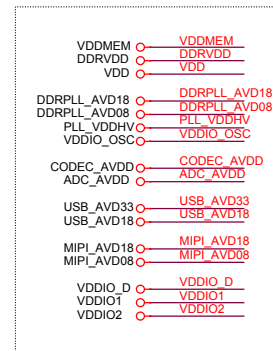 VDDMEM VDDMEM
DDRVDD DDRVDD
VDD VDD
DDRPLL_AVD18 DDRPLL_AVD18
DDRPLL_AVD08 DDRPLL_AVD08
PLL_VDDHV PLL_VDDHV
VDDIO_OSC VDDIO_OSC
CODEC_AVDD CODEC_AVDD
ADC_AVDD ADC_AVDD
USB_AVD33 USB_AVD33
USB_AVD18 USB_AVD18
MIPI_AVD18 MIPI_AVD18
MIPI_AVD08 MIPI_AVD08
VDDIO_D VDDIO_D
VDDIO1 VDDIO1
VDDIO2 VDDIO2